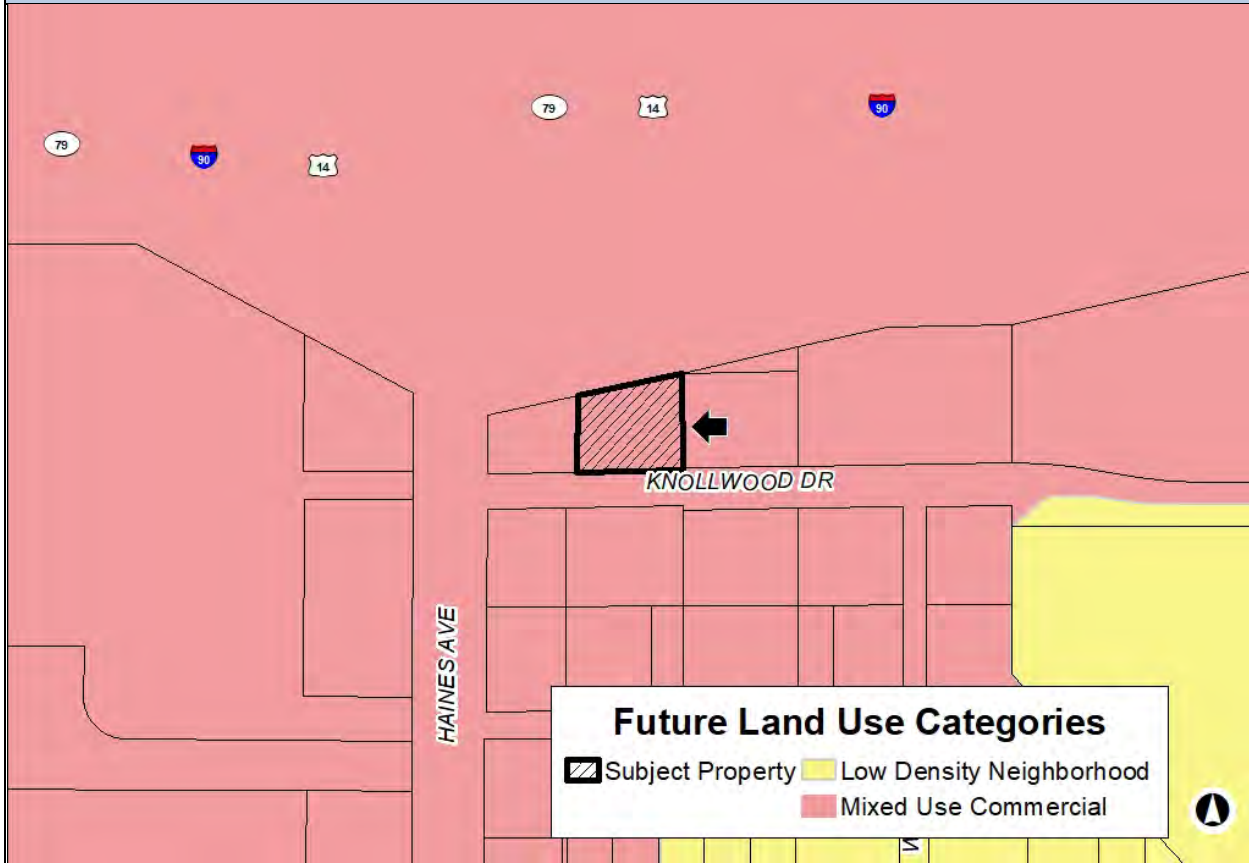 79
14
90
79
90
14
KNOLLWOOD DR
HAINES AVE
Future Land Use Categories
Subject Property
Low Density Neighborhood
Mixed Use Commercial